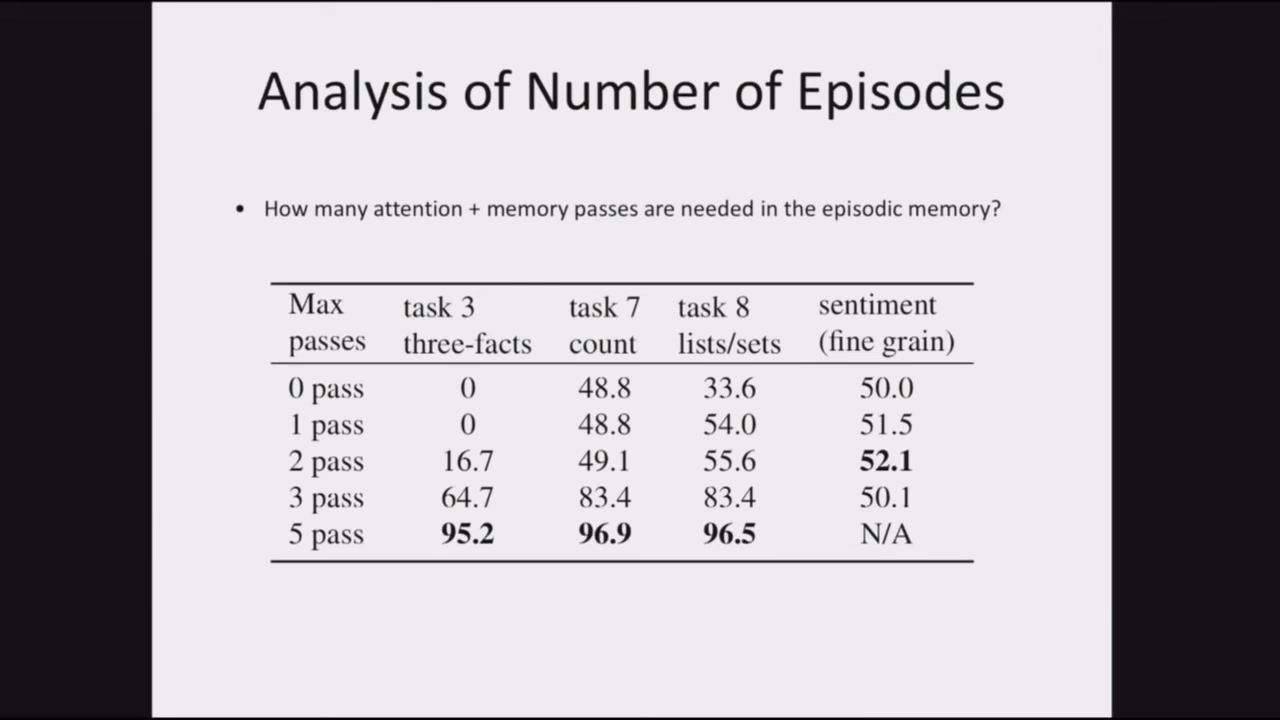 Analysis of Number of Episodes
• How many attention + memory passes are needed in the episodic memory?
Max passes task 3 three-facts task 7 count task 8 lists/sets sentiment (fine grain)
0 pass 0 48.8 33.6 50.0
1 pass 0 48.8 54.0 51.5
2 pass 16.7 49.1 55.6 52.1
3 pass 64.7 83.4 83.4 50.1
5 pass 95.2 96.9 96.5 N/A